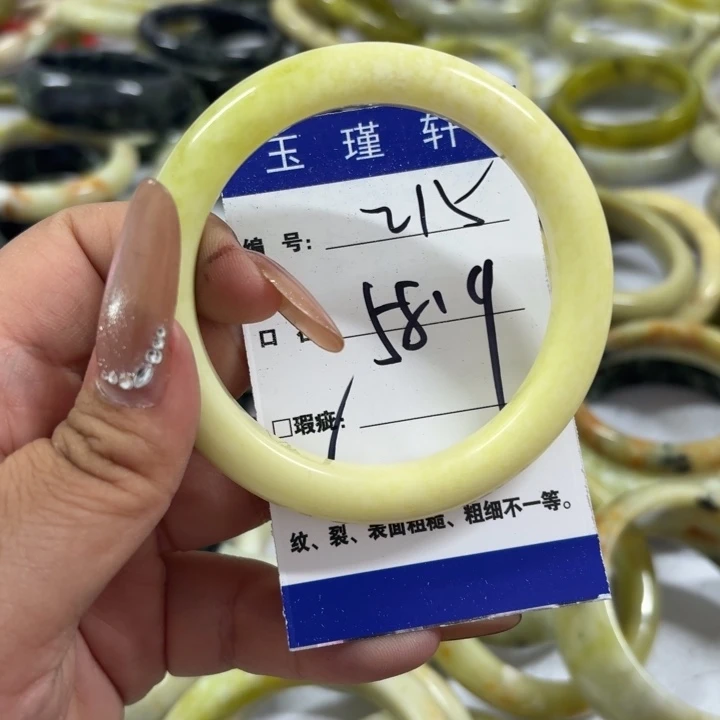 玉瑾轩
编 号: 215
口 58.9
□瑕疵:
纹、裂、表面粗糙、粗细不一等。